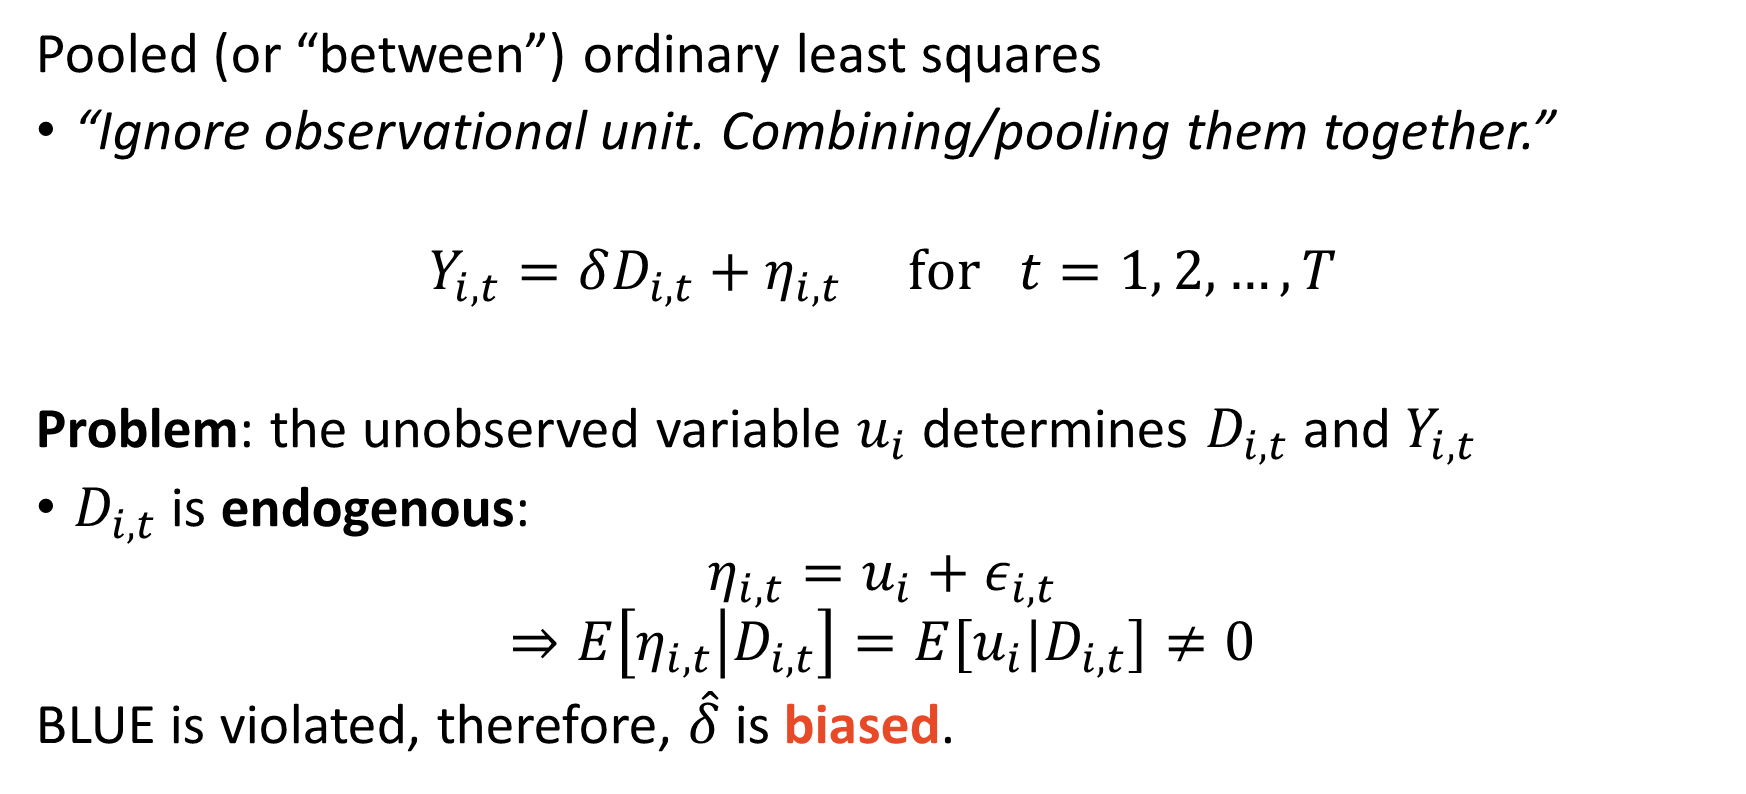 Pooled (or “between”) ordinary least squares
• “Ignore observational unit. Combining/pooling them together.”
Y_{i,t} = δD_{i,t} + η_{i,t} for t = 1, 2, … , T
Problem: the unobserved variable u_i determines D_{i,t} and Y_{i,t}
• D_{i,t} is endogenous:
η_{i,t} = u_i + ϵ_{i,t}
⇒ E[η_{i,t}|D_{i,t}] = E[u_i|D_{i,t}] ≠ 0
BLUE is violated, therefore, δ̂ is biased.